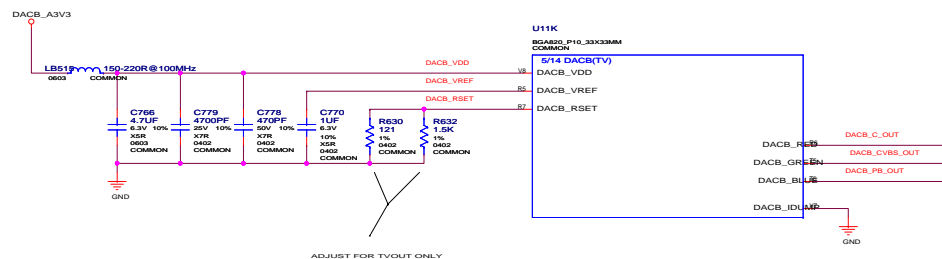 DACB_A3V3
LB515
150-220R@100MHz
0603
COMMON
DACB_VDD
DACB_VREF
DACB_RSET
C766
4.7UF
6.3V 10%
X5R
0603
COMMON
C779
4700PF
25V 10%
X7R
0402
COMMON
C778
470PF
50V 10%
X7R
0402
COMMON
C770
1UF
6.3V
10%
X5R
0402
COMMON
R630
121
1%
0402
COMMON
R632
1.5K
1%
0402
COMMON
GND
ADJUST FOR TVOUT ONLY
U11K
BGA820_P10_33X33MM
COMMON
5/14 DACB(TV)
V8
DACB_VDD
R5
DACB_VREF
R7
DACB_RSET
DACB_RED
DACB_C_OUT
DACB_GREEN
DACB_CVBS_OUT
DACB_BLUE
DACB_PB_OUT
DACB_IDUMP
GND